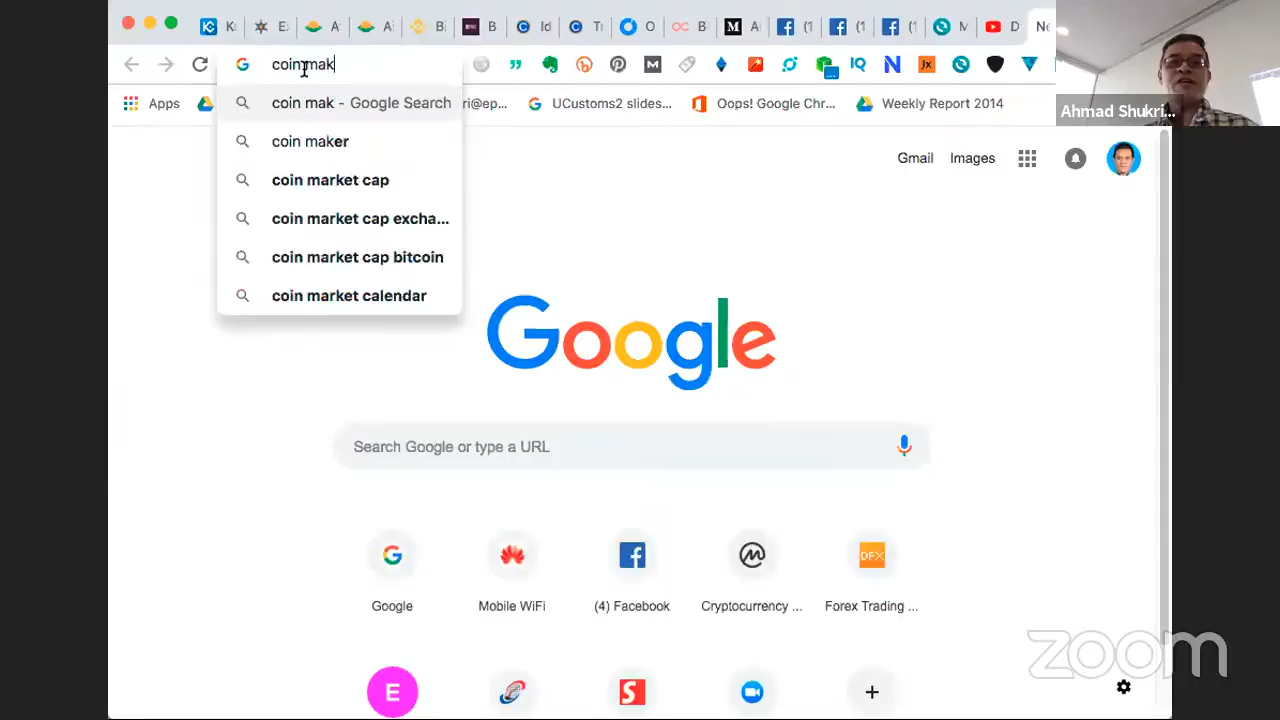 coin mak
coin mak - Google Search
coin maker
coin market cap
coin market cap excha...
coin market cap bitcoin
coin market calendar
Apps
ri@ep...
UCustoms2 slides...
Oops! Google Chr...
Weekly Report 2014
Ahmad Shukri...
Gmail
Images
Google
Search Google or type a URL
Google
Mobile WiFi
(4) Facebook
Cryptocurrency ...
DFX
Forex Trading ...
E
S
zoom